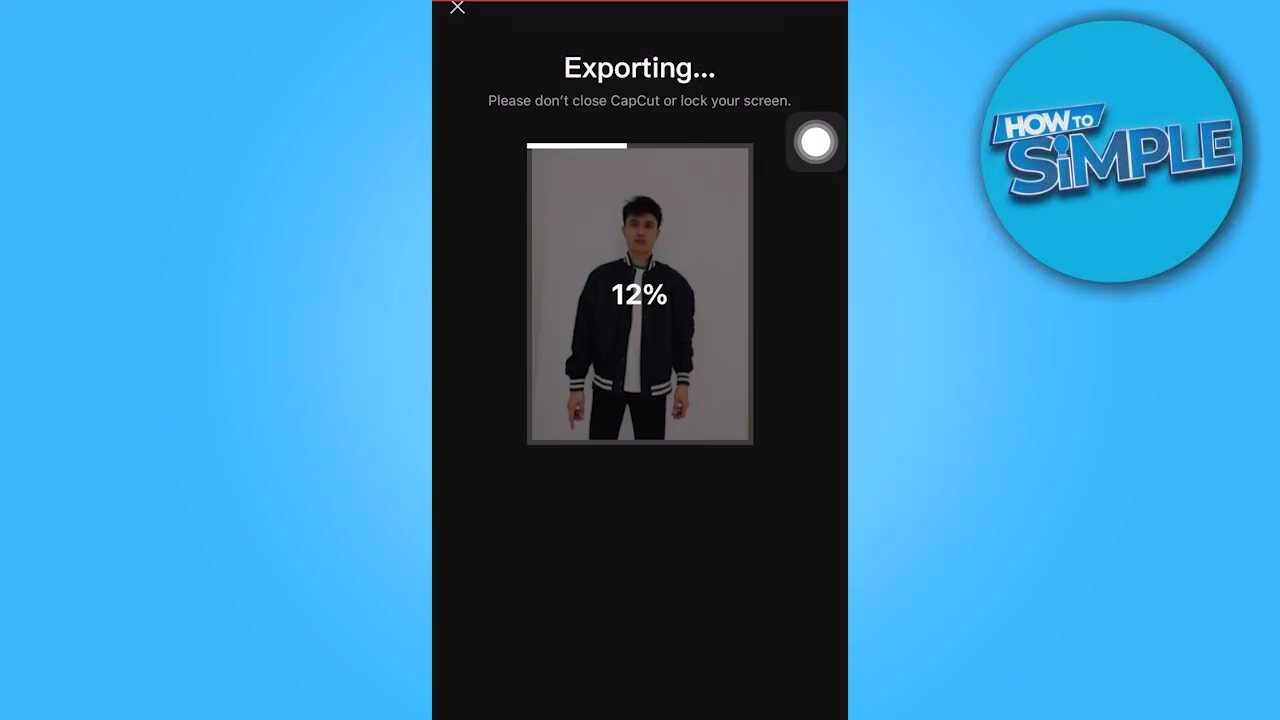 Exporting...
Please don't close CapCut or lock your screen.
12%
HOW TO
SiMPLE